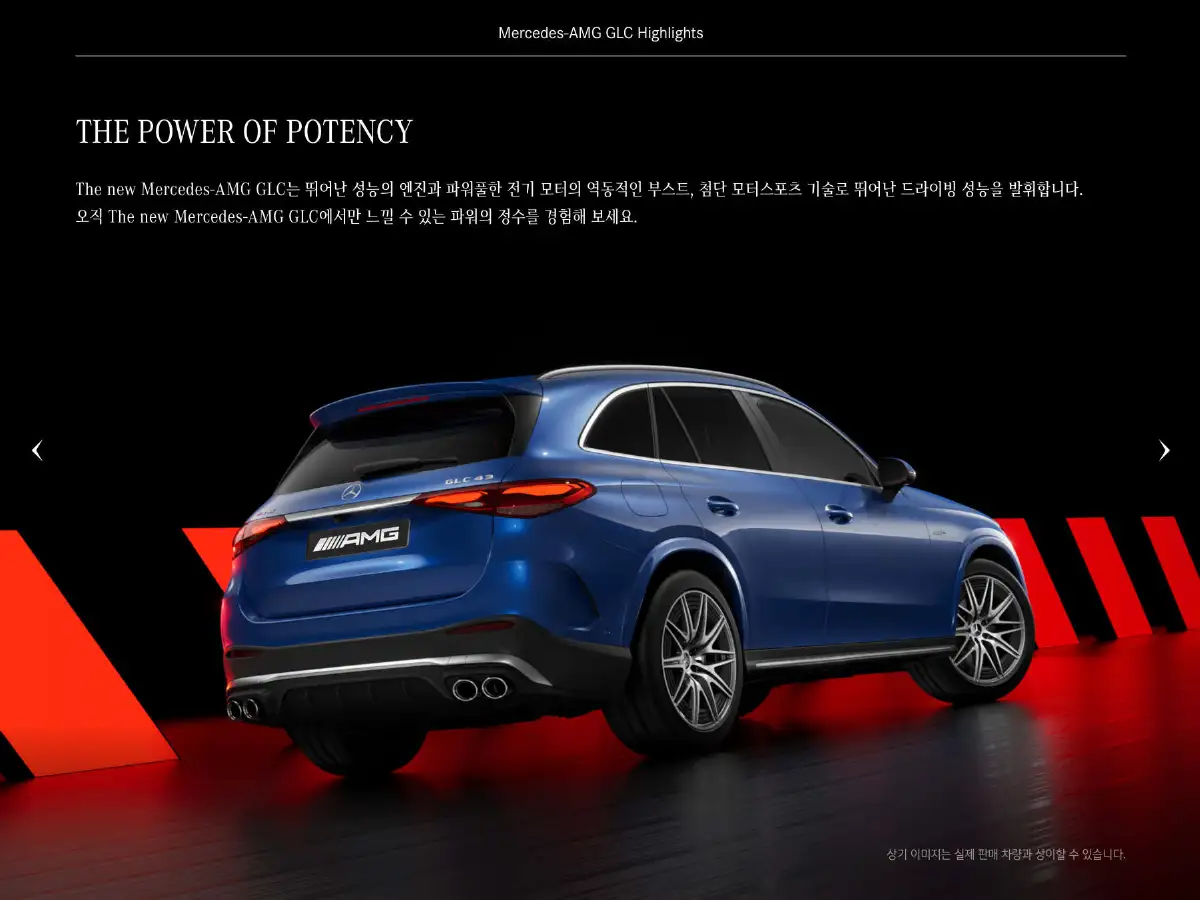 Mercedes-AMG GLC Highlights
THE POWER OF POTENCY
The new Mercedes-AMG GLC는 뛰어난 성능의 엔진과 파워풀한 전기 모터의 역동적인 부스트, 첨단 모터스포츠 기술로 뛰어난 드라이빙 성능을 발휘합니다.
오직 The new Mercedes-AMG GLC에서만 느낄 수 있는 파워의 정수를 경험해 보세요.
GLC 43
AMG
상기 이미지는 실제 판매 차량과 상이할 수 있습니다.